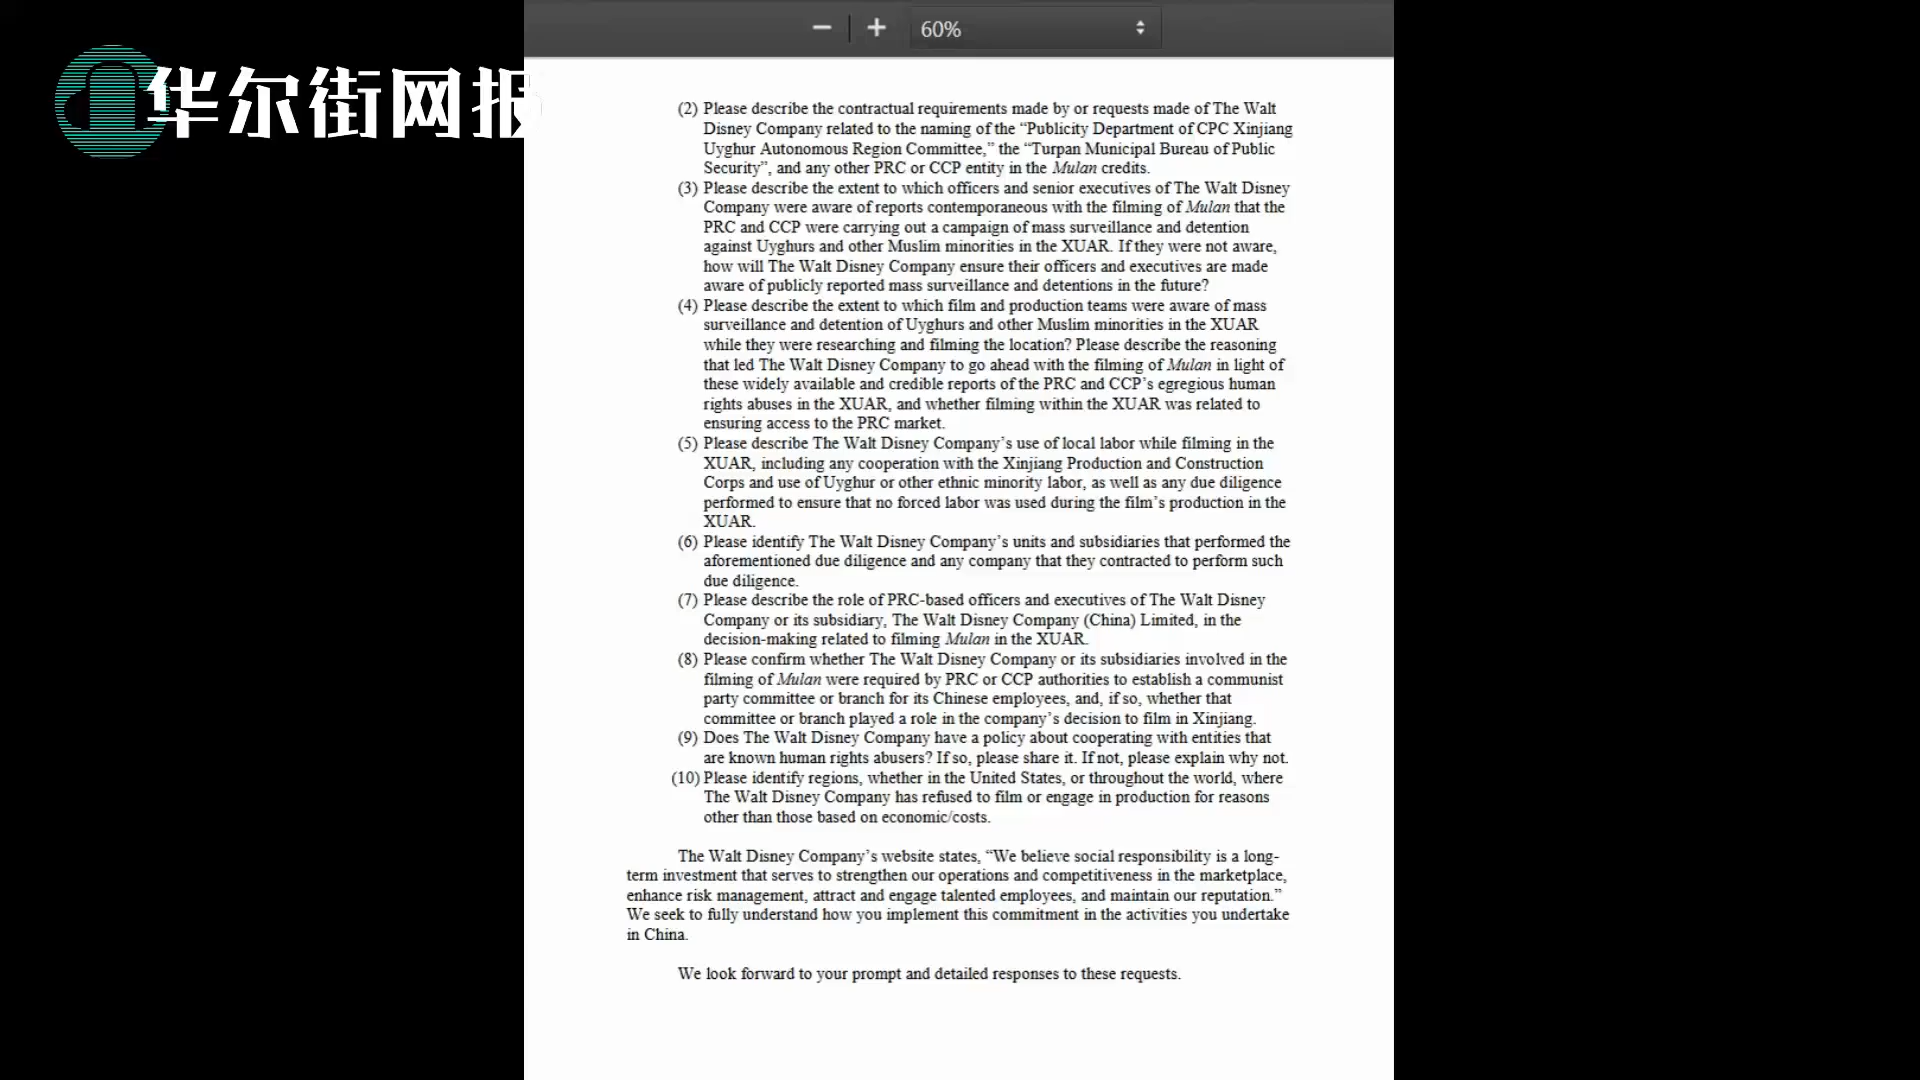 华尔街网报
60%
(2) Please describe the contractual requirements made by or requests made of The Walt
Disney Company related to the naming of the “Publicity Department of CPC Xinjiang
Uyghur Autonomous Region Committee,” the “Turpan Municipal Bureau of Public
Security”, and any other PRC or CCP entity in the Mulan credits.
(3) Please describe the extent to which officers and senior executives of The Walt Disney
Company were aware of reports contemporaneous with the filming of Mulan that the
PRC and CCP were carrying out a campaign of mass surveillance and detention
against Uyghurs and other Muslim minorities in the XUAR. If they were not aware,
how will The Walt Disney Company ensure their officers and executives are made
aware of publicly reported mass surveillance and detentions in the future?
(4) Please describe the extent to which film and production teams were aware of mass
surveillance and detention of Uyghurs and other Muslim minorities in the XUAR
while they were researching and filming the location? Please describe the reasoning
that led The Walt Disney Company to go ahead with the filming of Mulan in light of
these widely available and credible reports of the PRC and CCP’s egregious human
rights abuses in the XUAR, and whether filming within the XUAR was related to
ensuring access to the PRC market.
(5) Please describe The Walt Disney Company’s use of local labor while filming in the
XUAR, including any cooperation with the Xinjiang Production and Construction
Corps and use of Uyghur or other ethnic minority labor, as well as any due diligence
performed to ensure that no forced labor was used during the film’s production in the
XUAR.
(6) Please identify The Walt Disney Company’s units and subsidiaries that performed the
aforementioned due diligence and any company that they contracted to perform such
due diligence.
(7) Please describe the role of PRC-based officers and executives of The Walt Disney
Company or its subsidiary, The Walt Disney Company (China) Limited, in the
decision-making related to filming Mulan in the XUAR.
(8) Please confirm whether The Walt Disney Company or its subsidiaries involved in the
filming of Mulan were required by PRC or CCP authorities to establish a communist
party committee or branch for its Chinese employees, and, if so, whether that
committee or branch played a role in the company’s decision to film in Xinjiang.
(9) Does The Walt Disney Company have a policy about cooperating with entities that
are known human rights abusers? If so, please share it. If not, please explain why not.
(10) Please identify regions, whether in the United States, or throughout the world, where
The Walt Disney Company has refused to film or engage in production for reasons
other than those based on economic/costs.
The Walt Disney Company’s website states, “We believe social responsibility is a long-
term investment that serves to strengthen our operations and competitiveness in the marketplace,
enhance risk management, attract and engage talented employees, and maintain our reputation.”
We seek to fully understand how you implement this commitment in the activities you undertake
in China.
We look forward to your prompt and detailed responses to these requests.